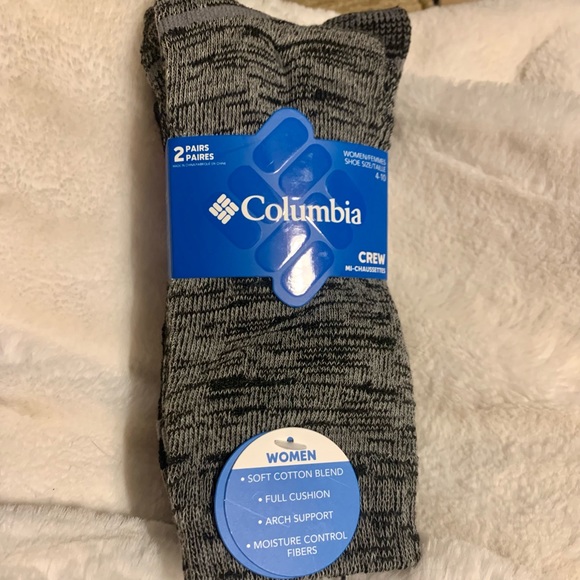 2 PAIRS
PAIRES
WOMEN/FEMMES
SHOE SIZE/TAILLE
4-10
Columbia
CREW
MI-CHAUSSETTES
WOMEN
• SOFT COTTON BLEND
• FULL CUSHION
• ARCH SUPPORT
• MOISTURE CONTROL
FIBERS